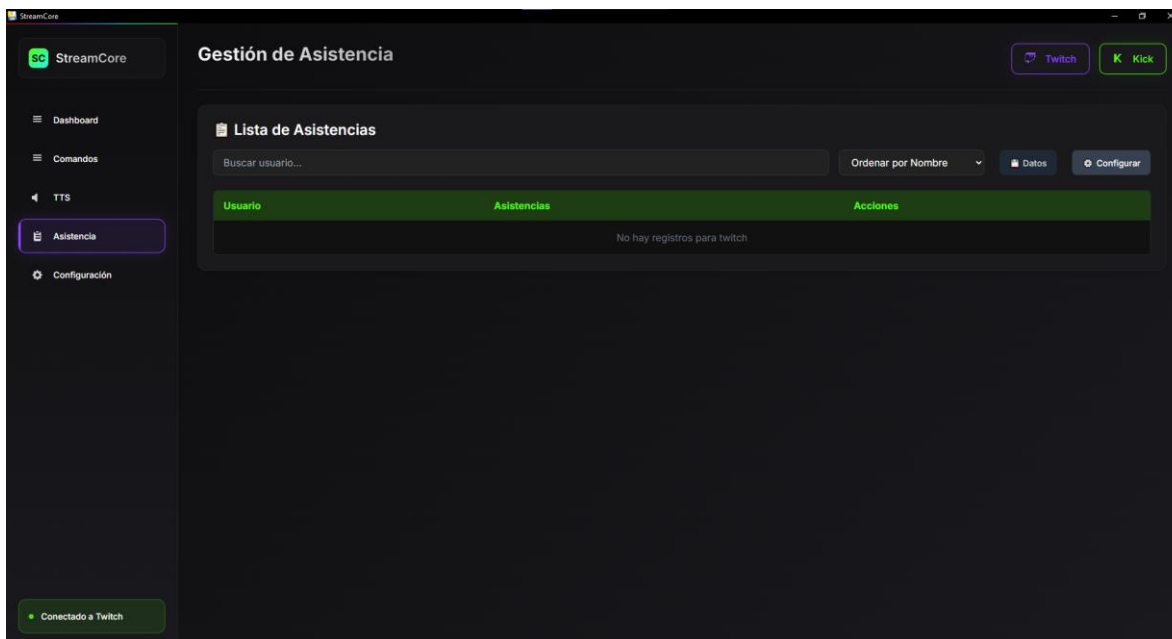 StreamCore
SC StreamCore
Gestión de Asistencia
Twitch
K Kick
Dashboard
Comandos
TTS
Asistencia
Configuración
Lista de Asistencias
Buscar usuario...
Ordenar por Nombre
Datos
Configurar
Usuario Asistencias Acciones
No hay registros para twitch
Conectado a Twitch